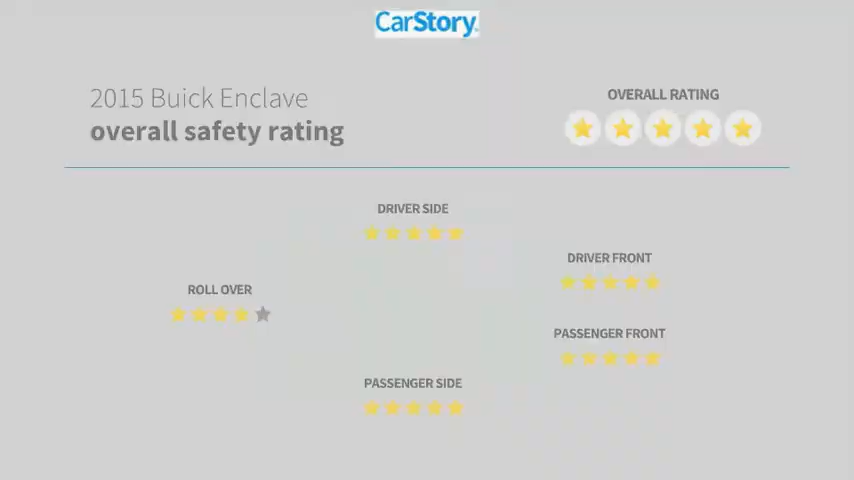 CarStory.
2015 Buick Enclave
overall safety rating
OVERALL RATING
DRIVER SIDE
DRIVER FRONT
ROLL OVER
PASSENGER FRONT
PASSENGER SIDE